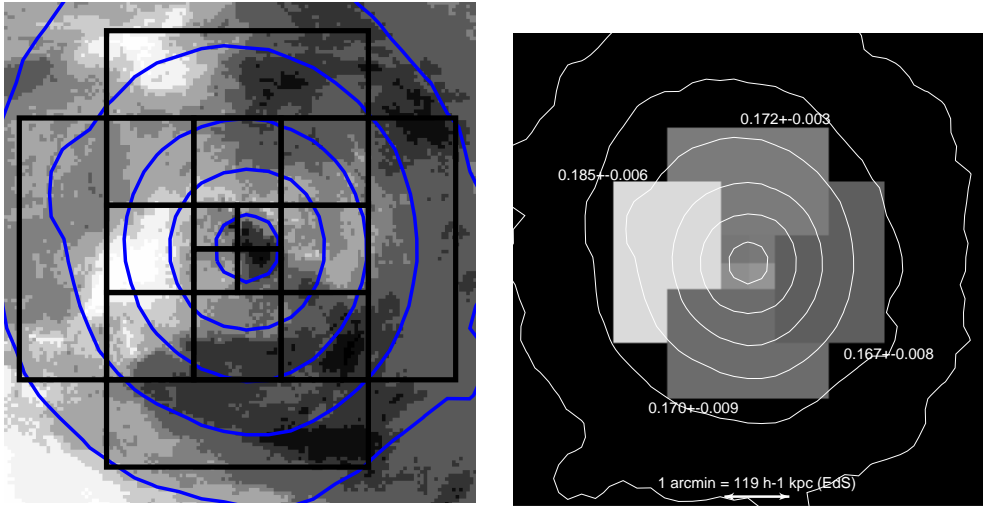 0.172+-0.003
0.185+-0.006
0.167+-0.008
0.170+-0.009
1 arcmin = 119 h-1 kpc (EdS)